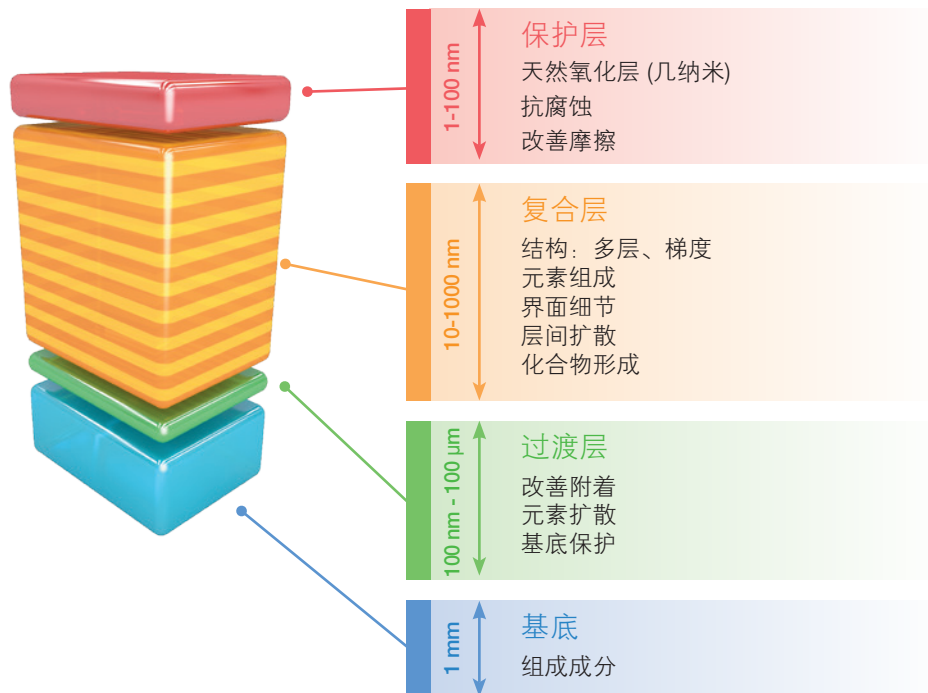 1-100 nm
保护层
天然氧化层 (几纳米)
抗腐蚀
改善摩擦
10-1000 nm
复合层
结构：多层、梯度
元素组成
界面细节
层间扩散
化合物形成
100 nm - 100 μm
过渡层
改善附着
元素扩散
基底保护
1 mm
基底
组成成分